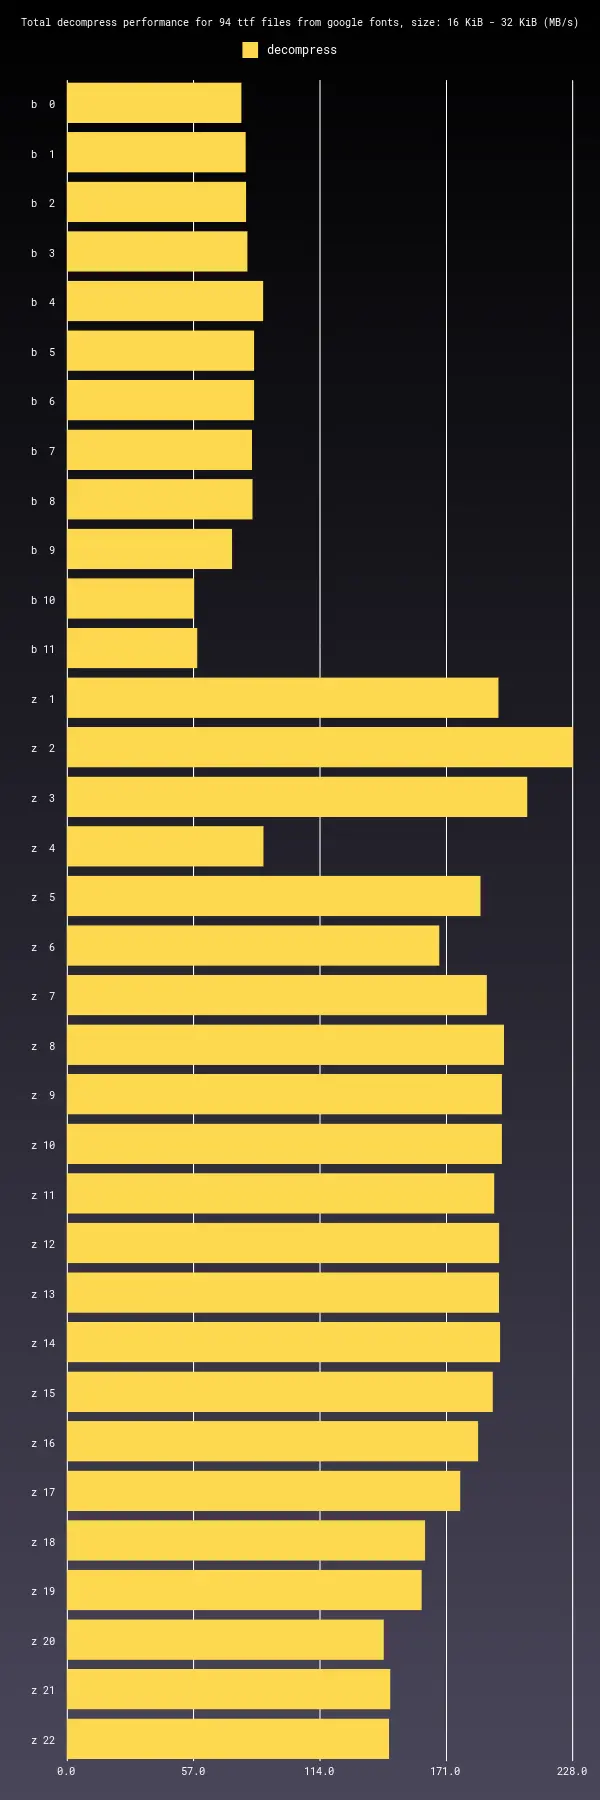 Total decompress performance for 94 ttf files from google fonts, size: 16 KiB - 32 KiB (MB/s)
decompress
b 0
b 1
b 2
b 3
b 4
b 5
b 6
b 7
b 8
b 9
b 10
b 11
z 1
z 2
z 3
z 4
z 5
z 6
z 7
z 8
z 9
z 10
z 11
z 12
z 13
z 14
z 15
z 16
z 17
z 18
z 19
z 20
z 21
z 22
0.0 57.0 114.0 171.0 228.0